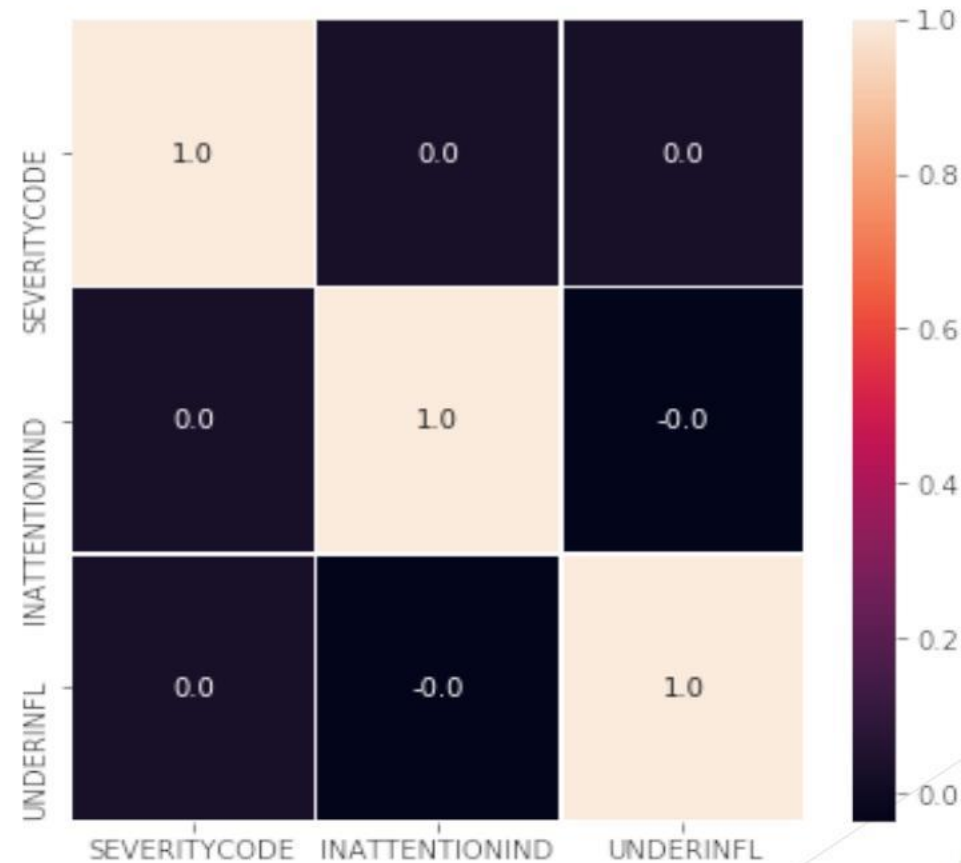 1.0
SEVERITYCODE
1.0 0.0 0.0
0.8
0.6
INATTENTIONIND
0.0 1.0 -0.0
0.4
0.2
UNDERINFL
0.0 -0.0 1.0
0.0
SEVERITYCODE INATTENTIONIND UNDERINFL